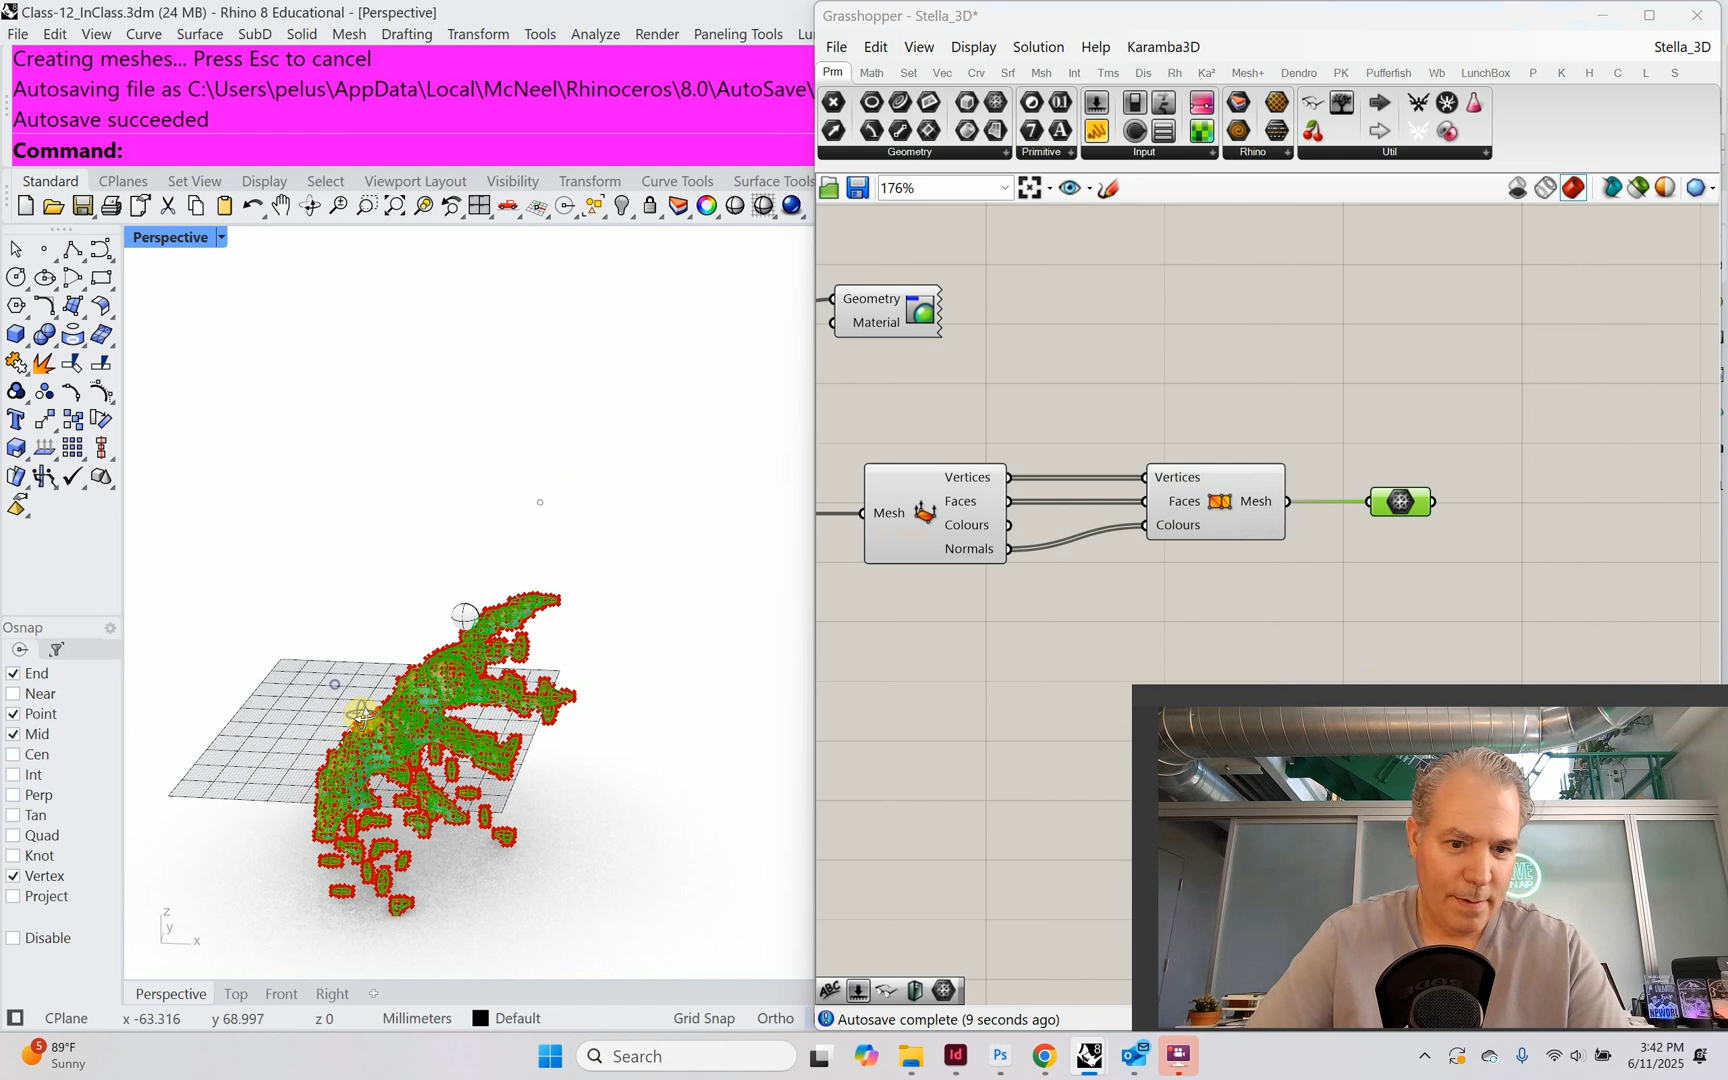 Class-12_InClass.3dm (24 MB) - Rhino 8 Educational - [Perspective]
File Edit View Curve Surface SubD Solid Mesh Drafting Transform Tools Analyze Render Paneling Tools
Creating meshes... Press Esc to cancel
Autosaving file as C:\Users\pelus\AppData\Local\McNeel\Rhinoceros\8.0\AutoSave\
Autosave succeeded
Command:
Standard CPlanes Set View Display Select Viewport Layout Visibility Transform Curve Tools Surface Tools
Perspective
Osnap
End
Near
Point
Mid
Cen
Int
Perp
Tan
Quad
Knot
Vertex
Project
Disable
z
y
x
Perspective Top Front Right
CPlane x -63.316 y 68.997 z 0 Millimeters Default Grid Snap Ortho
Grasshopper - Stella_3D*
File Edit View Display Solution Help Karamba3D Stella_3D
Prm Math Set Vec Crv Srf Msh Int Trns Dis Rh Ka² Mesh+ Dendro PK Pufferfish Wb LunchBox P K H C L S
Geometry Primitive Input Rhino Util
176%
Geometry
Material
Mesh
Vertices
Faces
Colours
Normals
Vertices
Faces
Colours
Mesh
Autosave complete (9 seconds ago)
5
89°F
Sunny
Search
3:42 PM
6/11/2025